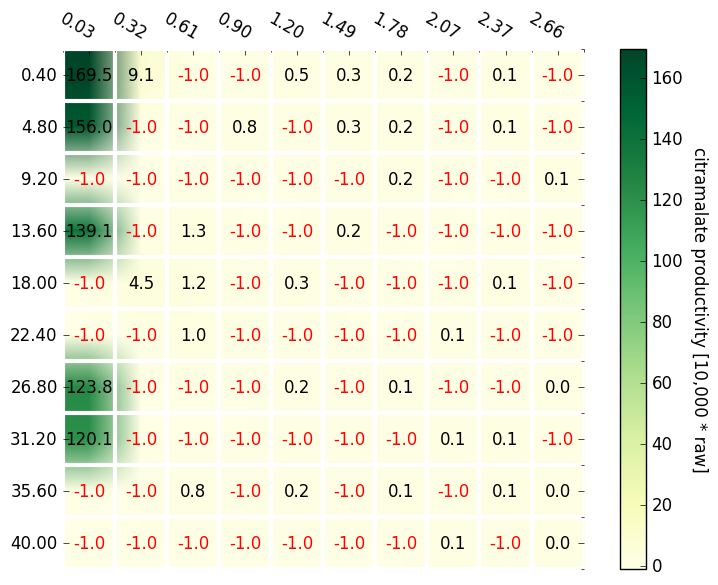 0.03 0.32 0.61 0.90 1.20 1.49 1.78 2.07 2.37 2.66
0.40 169.5 9.1 -1.0 -1.0 0.5 0.3 0.2 -1.0 0.1 -1.0
4.80 156.0 -1.0 -1.0 0.8 -1.0 0.3 0.2 -1.0 0.1 -1.0
9.20 -1.0 -1.0 -1.0 -1.0 -1.0 -1.0 0.2 -1.0 -1.0 0.1
13.60 139.1 -1.0 1.3 -1.0 -1.0 0.2 -1.0 -1.0 -1.0 -1.0
18.00 -1.0 4.5 1.2 -1.0 0.3 -1.0 -1.0 -1.0 0.1 -1.0
22.40 -1.0 -1.0 1.0 -1.0 -1.0 -1.0 -1.0 0.1 -1.0 -1.0
26.80 123.8 -1.0 -1.0 -1.0 0.2 -1.0 0.1 -1.0 -1.0 0.0
31.20 120.1 -1.0 -1.0 -1.0 -1.0 -1.0 -1.0 0.1 0.1 -1.0
35.60 -1.0 -1.0 0.8 -1.0 0.2 -1.0 0.1 -1.0 0.1 0.0
40.00 -1.0 -1.0 -1.0 -1.0 -1.0 -1.0 -1.0 0.1 -1.0 0.0
160
140
120
100
80
60
40
20
0
citramalate productivity [10,000 * raw]